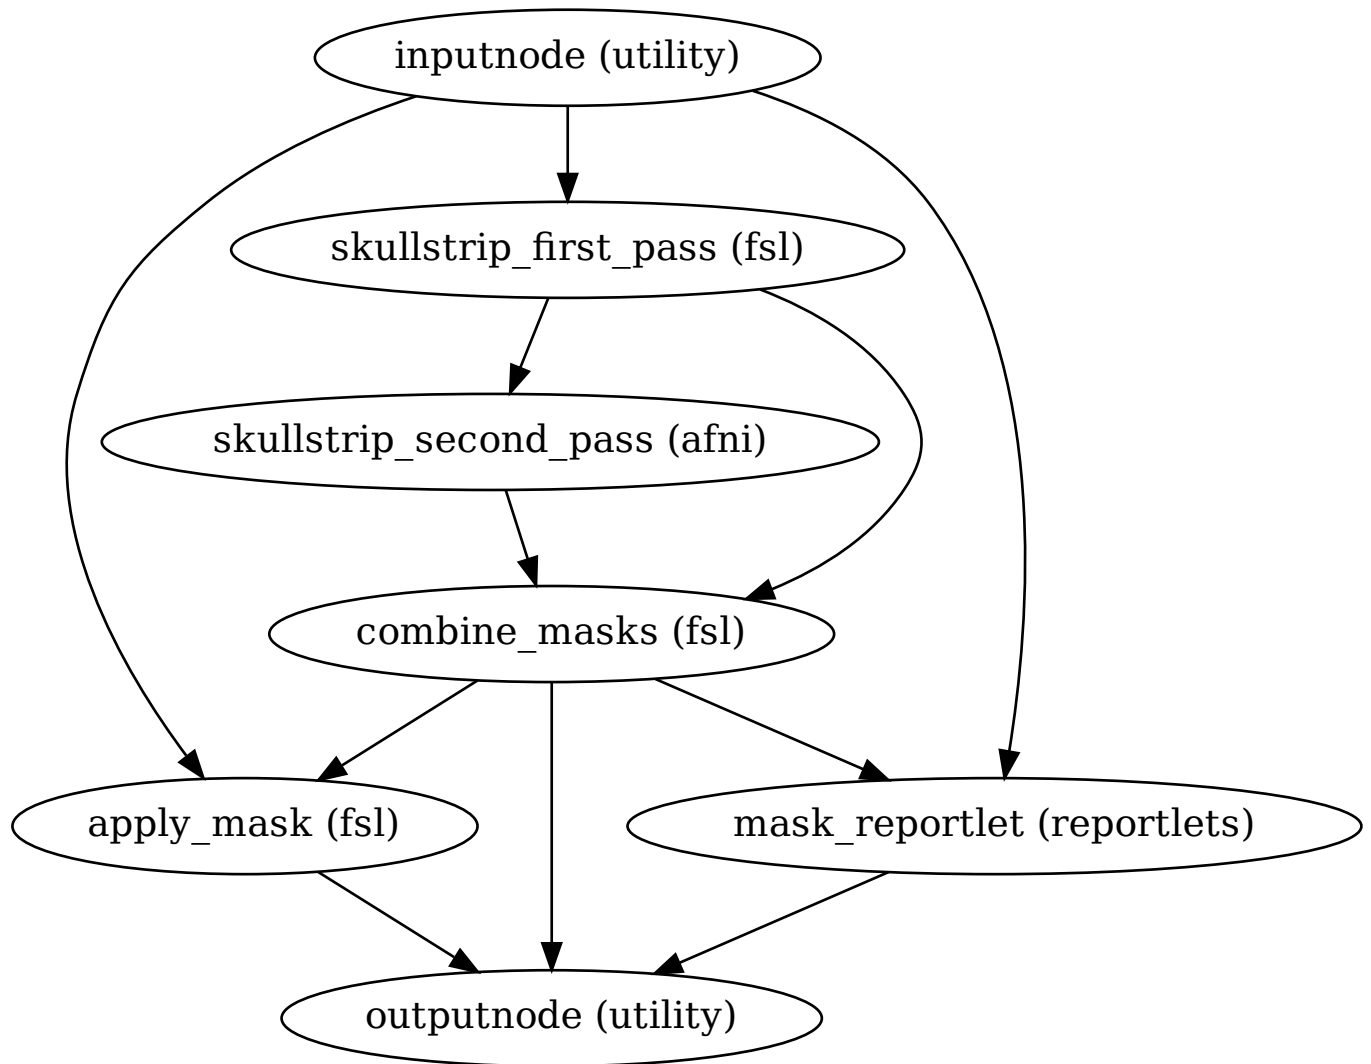 inputnode (utility)
skullstrip_first_pass (fsl)
skullstrip_second_pass (afni)
combine_masks (fsl)
apply_mask (fsl)
mask_reportlet (reportlets)
outputnode (utility)